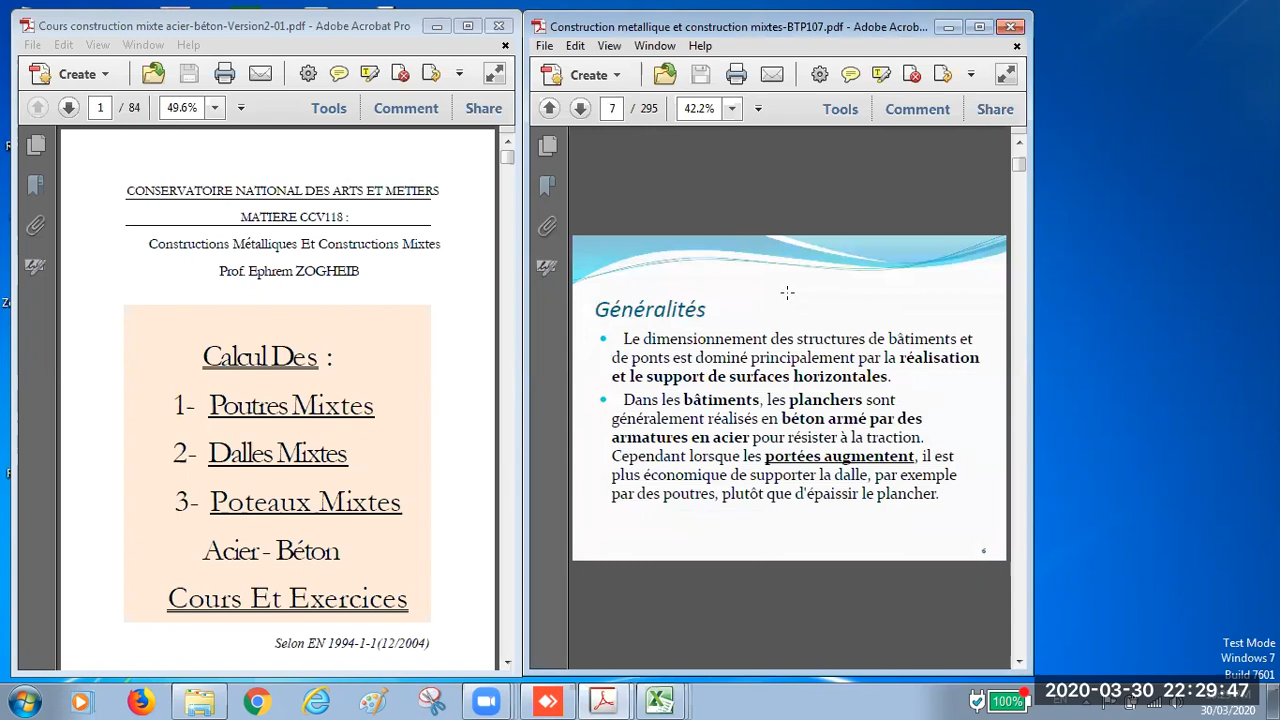 Cours construction mixte acier-béton-Version2-01.pdf - Adobe Acrobat Pro
File Edit View Window Help
Create
1 / 84 49.6%
Tools Comment Share
CONSERVATOIRE NATIONAL DES ARTS ET METIERS
MATIERE CCV118 :
Constructions Métalliques Et Constructions Mixtes
Prof. Ephrem ZOGHEIB
Calcul Des :
1- Poutres Mixtes
2- Dalles Mixtes
3- Poteaux Mixtes
Acier - Béton
Cours Et Exercices
Selon EN 1994-1-1(12/2004)
Construction metallique et construction mixtes-BTP107.pdf - Adobe Acrob...
File Edit View Window Help
Create
7 / 295 42.2%
Tools Comment Share
Généralités
• Le dimensionnement des structures de bâtiments et
de ponts est dominé principalement par la réalisation
et le support de surfaces horizontales.
• Dans les bâtiments, les planchers sont
généralement réalisés en béton armé par des
armatures en acier pour résister à la traction.
Cependant lorsque les portées augmentent, il est
plus économique de supporter la dalle, par exemple
par des poutres, plutôt que d'épaissir le plancher.
6
Test Mode
Windows 7
Build 7601
100%
2020-03-30 22:29:47
30/03/2020